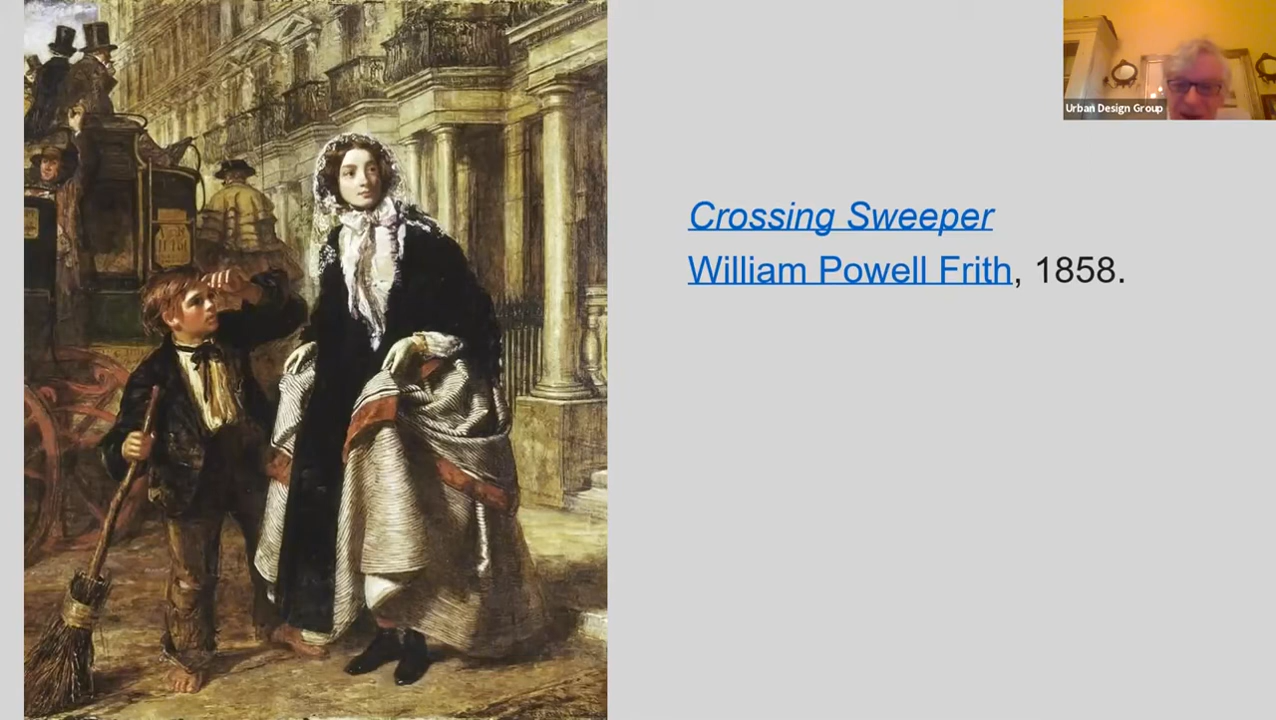 Urban Design Group
Crossing Sweeper
William Powell Frith, 1858.